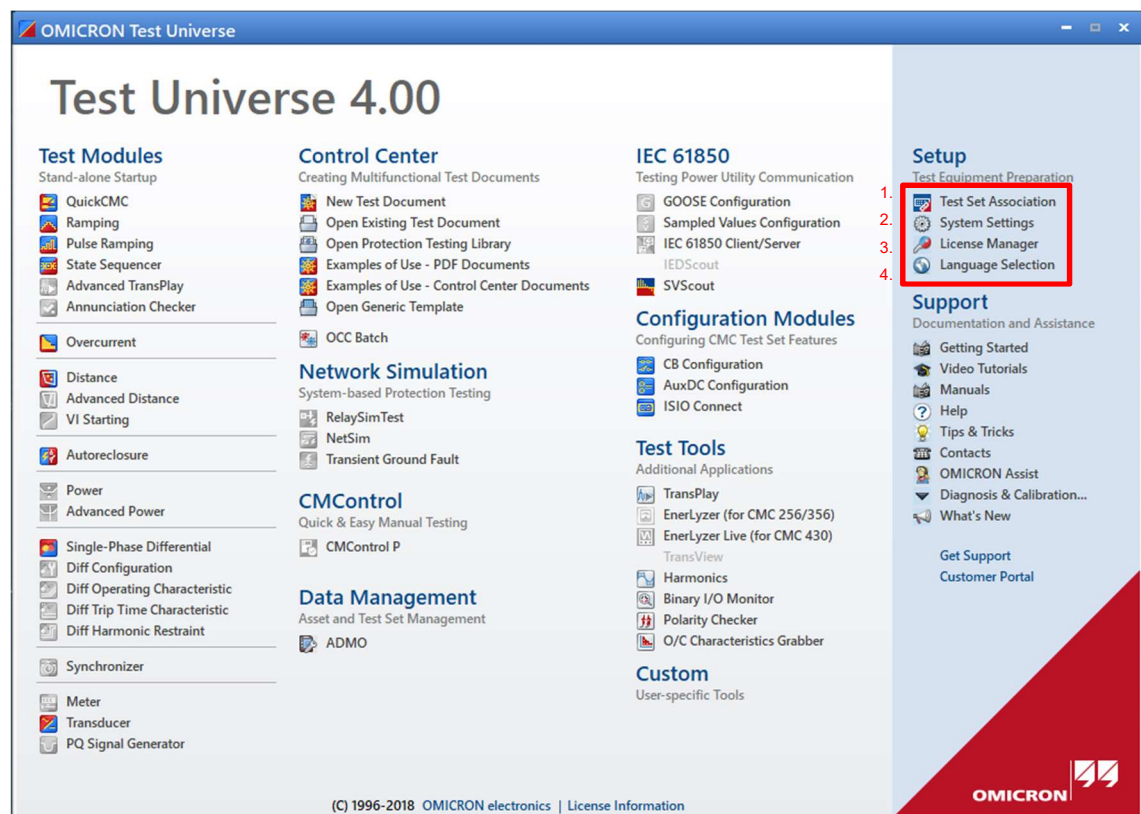 OMICRON Test Universe
Test Universe 4.00
Test Modules
Stand-alone Startup
QuickCMC
Ramping
Pulse Ramping
State Sequencer
Advanced TransPlay
Annunciation Checker
Overcurrent
Distance
Advanced Distance
VI Starting
Autoreclosure
Power
Advanced Power
Single-Phase Differential
Diff Configuration
Diff Operating Characteristic
Diff Trip Time Characteristic
Diff Harmonic Restraint
Synchronizer
Meter
Transducer
PQ Signal Generator
Control Center
Creating Multifunctional Test Documents
New Test Document
Open Existing Test Document
Open Protection Testing Library
Examples of Use - PDF Documents
Examples of Use - Control Center Documents
Open Generic Template
OCC Batch
Network Simulation
System-based Protection Testing
RelaySimTest
NetSim
Transient Ground Fault
CMControl
Quick & Easy Manual Testing
CMControl P
Data Management
Asset and Test Set Management
ADMO
IEC 61850
Testing Power Utility Communication
GOOSE Configuration
Sampled Values Configuration
IEC 61850 Client/Server
IEDScout
SVScout
Configuration Modules
Configuring CMC Test Set Features
CB Configuration
AuxDC Configuration
ISIO Connect
Test Tools
Additional Applications
TransPlay
EnerLyzer (for CMC 256/356)
EnerLyzer Live (for CMC 430)
TransView
Harmonics
Binary I/O Monitor
Polarity Checker
O/C Characteristics Grabber
Custom
User-specific Tools
Setup
Test Equipment Preparation
1. Test Set Association
2. System Settings
3. License Manager
4. Language Selection
Support
Documentation and Assistance
Getting Started
Video Tutorials
Manuals
Help
Tips & Tricks
Contacts
OMICRON Assist
Diagnosis & Calibration...
What's New
Get Support
Customer Portal
OMICRON
(C) 1996-2018 OMICRON electronics | License Information